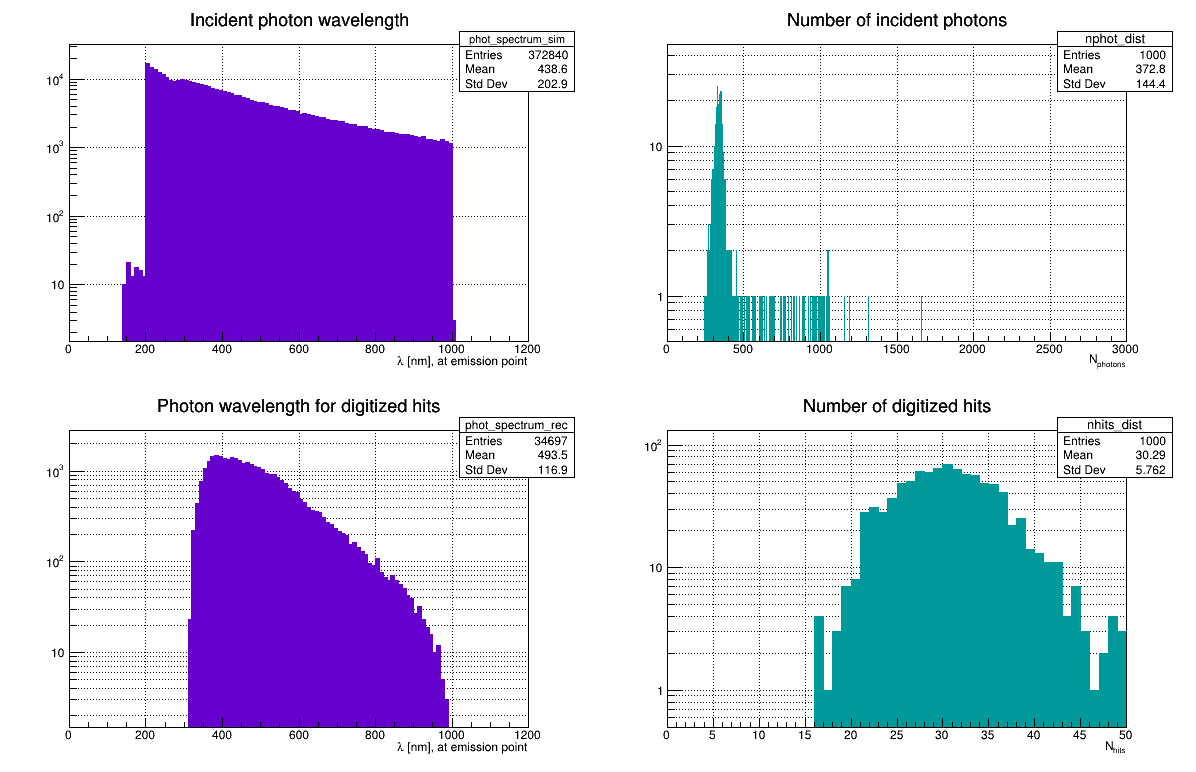 Incident photon wavelength
phot_spectrum_sim
Entries 372840
Mean 438.6
Std Dev 202.9
10⁴
10³
10²
10
0 200 400 600 800 1000 1200
λ [nm], at emission point
Number of incident photons
nphot_dist
Entries 1000
Mean 372.8
Std Dev 144.4
10
1
0 500 1000 1500 2000 2500 3000
N_photons
Photon wavelength for digitized hits
phot_spectrum_rec
Entries 34697
Mean 493.5
Std Dev 116.9
10³
10²
10
0 200 400 600 800 1000 1200
λ [nm], at emission point
Number of digitized hits
nhits_dist
Entries 1000
Mean 30.29
Std Dev 5.762
10²
10
1
0 5 10 15 20 25 30 35 40 45 50
N_hits